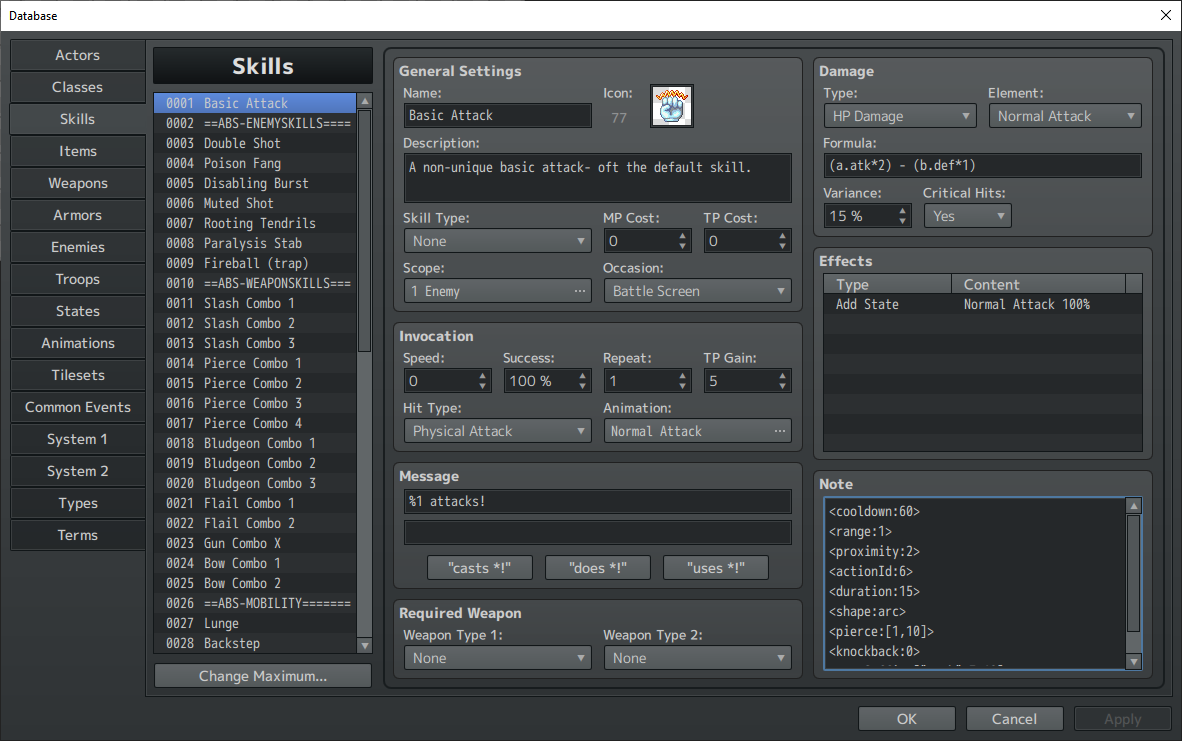 Database
Actors
Classes
Skills
Items
Weapons
Armors
Enemies
Troops
States
Animations
Tilesets
Common Events
System 1
System 2
Types
Terms
Skills
0001 Basic Attack
0002 ==ABS-ENEMYSKILLS====
0003 Double Shot
0004 Poison Fang
0005 Disabling Burst
0006 Muted Shot
0007 Rooting Tendrils
0008 Paralysis Stab
0009 Fireball (trap)
0010 ==ABS-WEAPONSKILLS===
0011 Slash Combo 1
0012 Slash Combo 2
0013 Slash Combo 3
0014 Pierce Combo 1
0015 Pierce Combo 2
0016 Pierce Combo 3
0017 Pierce Combo 4
0018 Bludgeon Combo 1
0019 Bludgeon Combo 2
0020 Bludgeon Combo 3
0021 Flail Combo 1
0022 Flail Combo 2
0023 Gun Combo X
0024 Bow Combo 1
0025 Bow Combo 2
0026 ==ABS-MOBILITY=======
0027 Lunge
0028 Backstep
Change Maximum...
General Settings
Name: Icon:
Basic Attack 77
Description:
A non-unique basic attack- oft the default skill.
Skill Type: MP Cost: TP Cost:
None 0 0
Scope: Occasion:
1 Enemy ... Battle Screen
Invocation
Speed: Success: Repeat: TP Gain:
0 100 % 1 5
Hit Type: Animation:
Physical Attack Normal Attack ...
Message
%1 attacks!
"casts *!" "does *!" "uses *!"
Required Weapon
Weapon Type 1: Weapon Type 2:
None None
Damage
Type: Element:
HP Damage Normal Attack
Formula:
(a.atk*2) - (b.def*1)
Variance: Critical Hits:
15 % Yes
Effects
Type Content
Add State Normal Attack 100%
Note
<cooldown:60>
<range:1>
<proximity:2>
<actionId:6>
<duration:15>
<shape:arc>
<pierce:[1,10]>
<knockback:0>
OK Cancel Apply